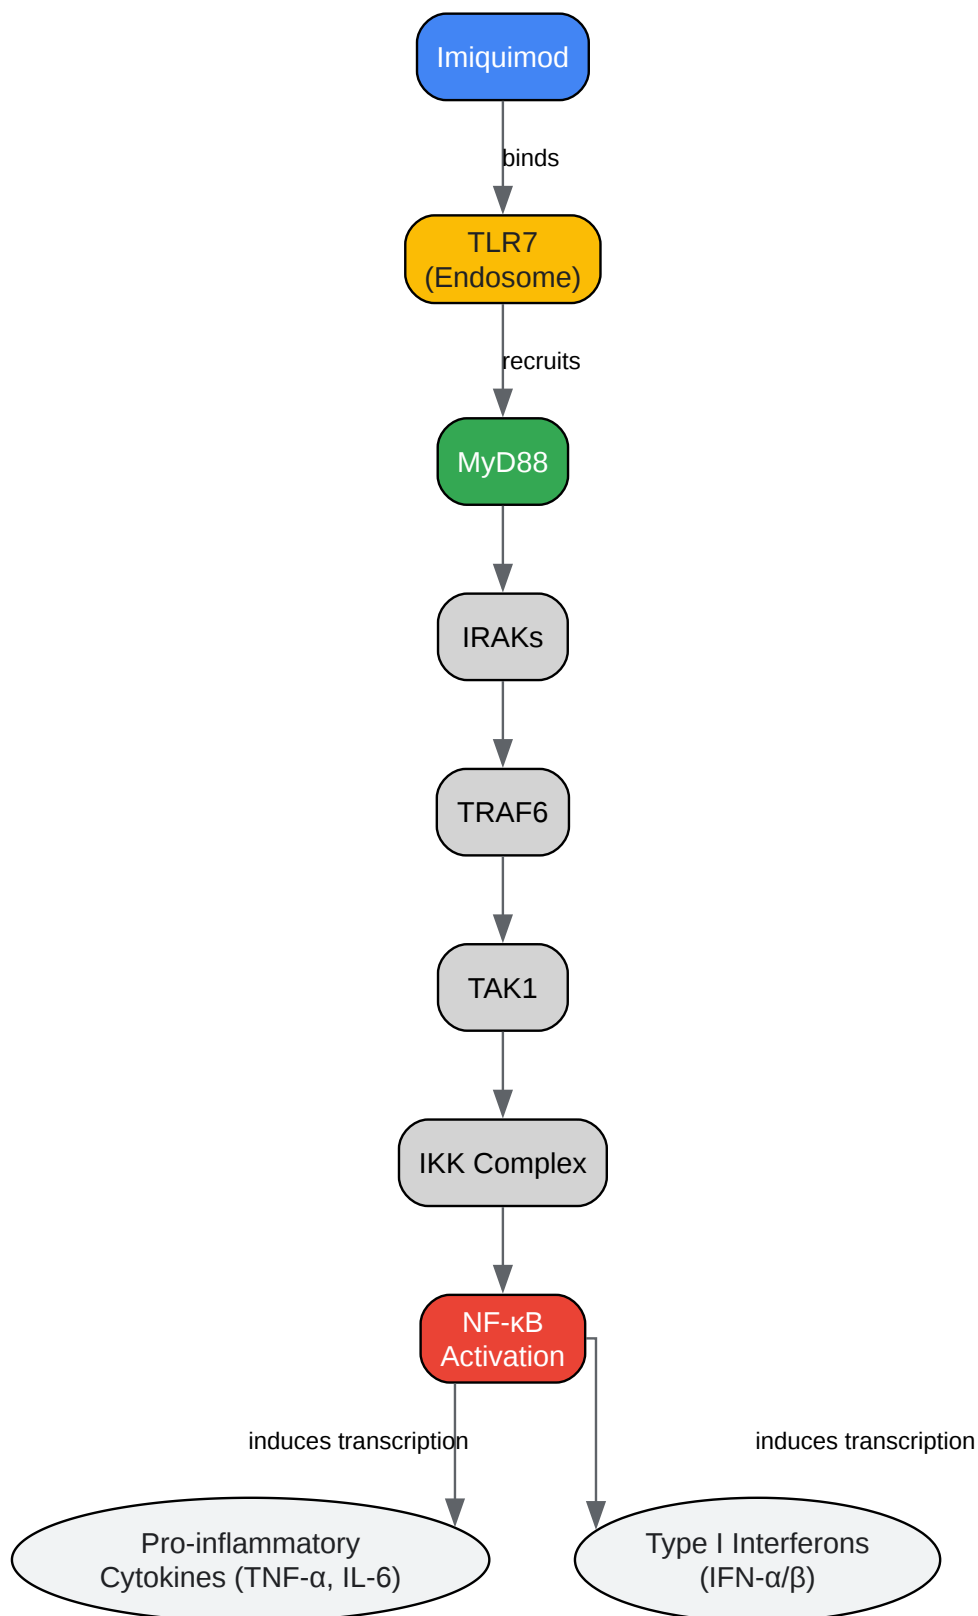 Imiquimod
binds
TLR7
(Endosome)
recruits
MyD88
IRAKs
TRAF6
TAK1
IKK Complex
NF-κB
Activation
induces transcription
induces transcription
Pro-inflammatory
Cytokines (TNF-α, IL-6)
Type I Interferons
(IFN-α/β)